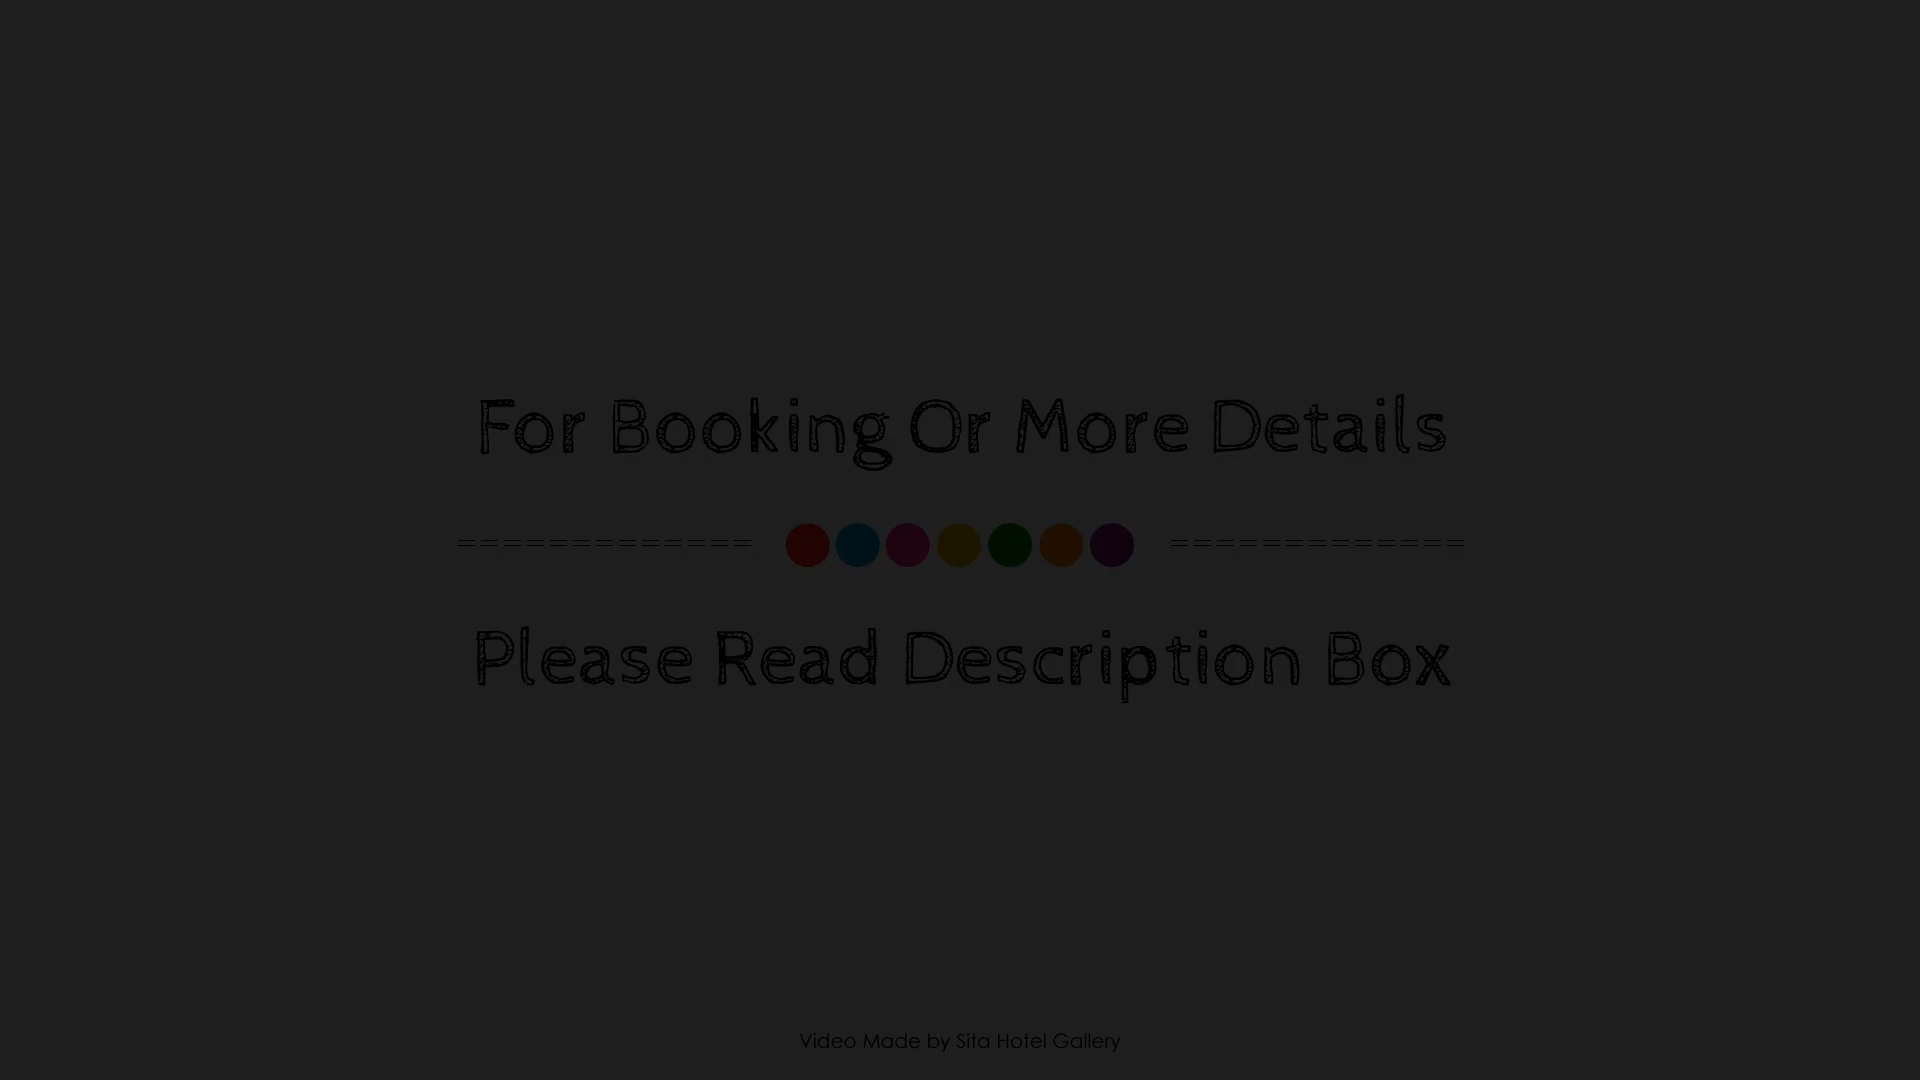 For Booking Or More Details
============= =============
Please Read Description Box
Video Made by Sita Hotel Gallery